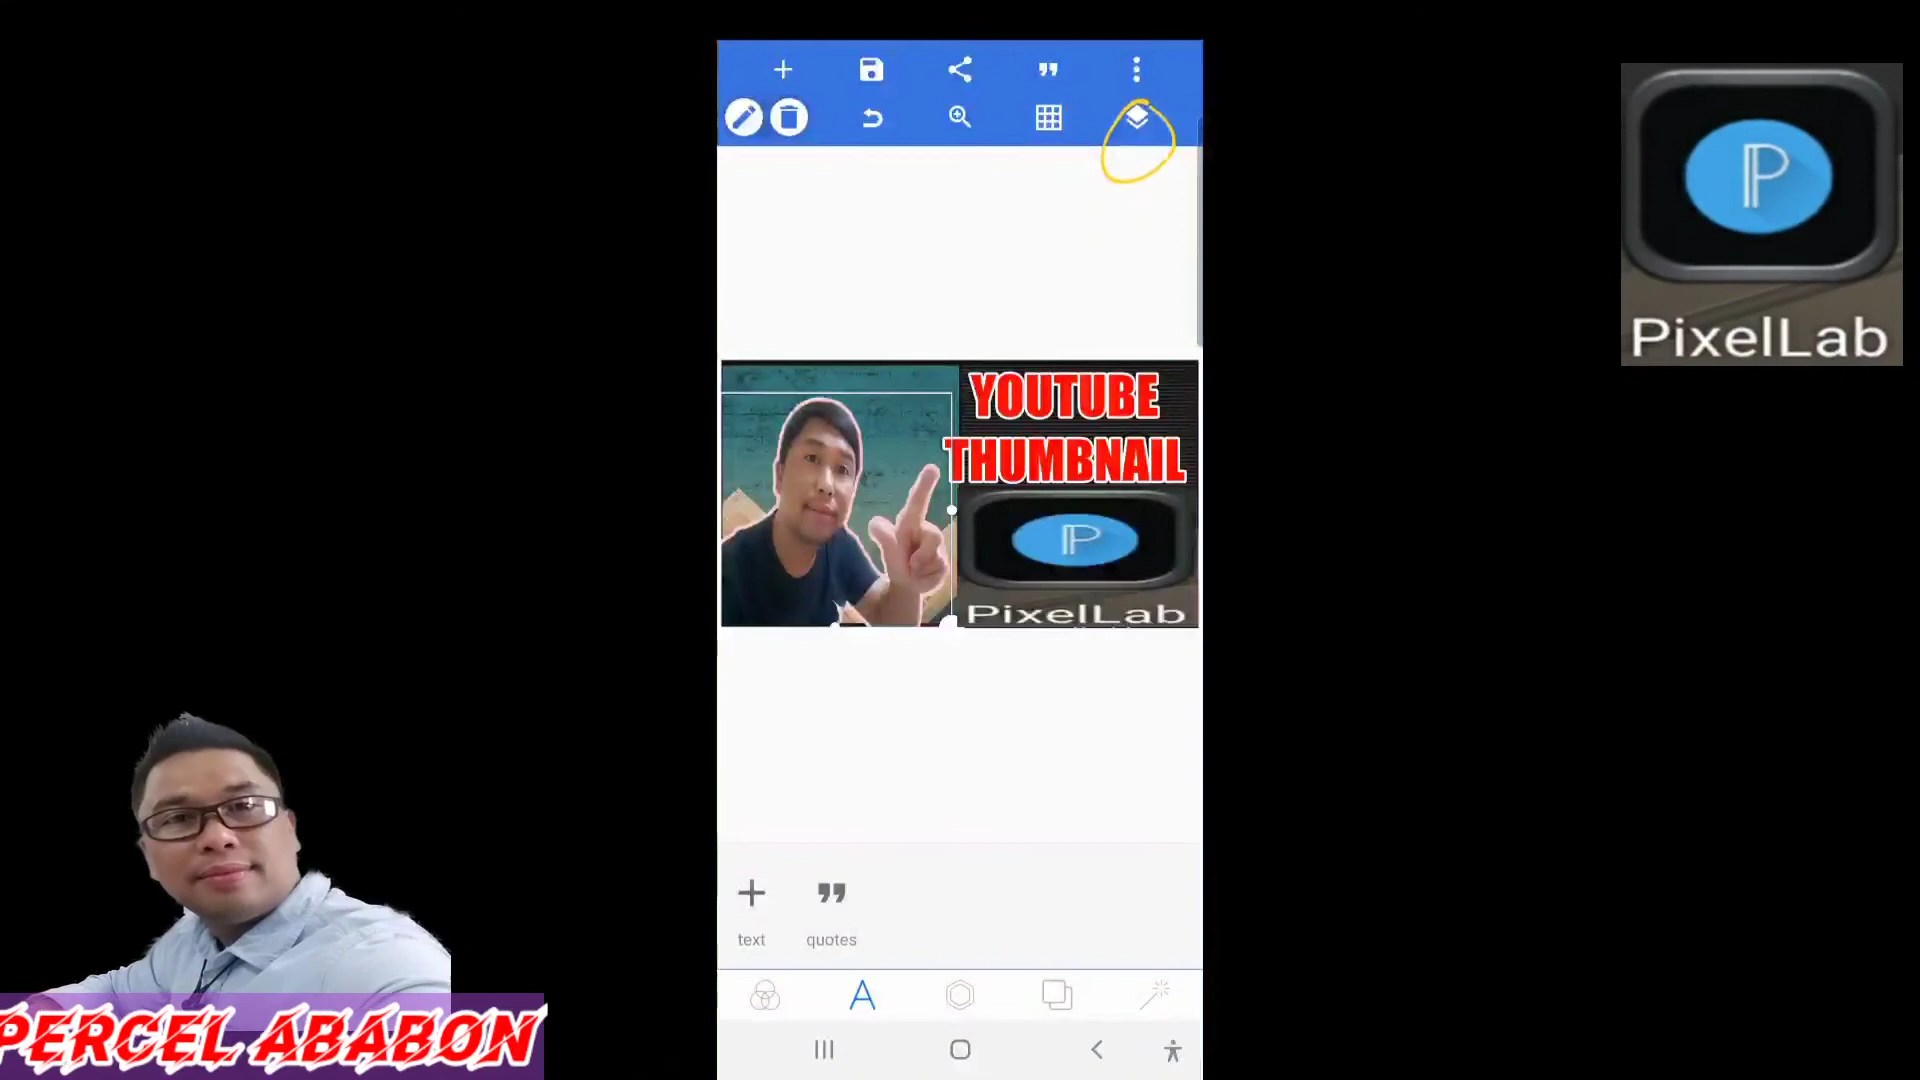 PixelLab
YOUTUBE
THUMBNAIL
PixelLab
text
quotes
PERCEL ABABON